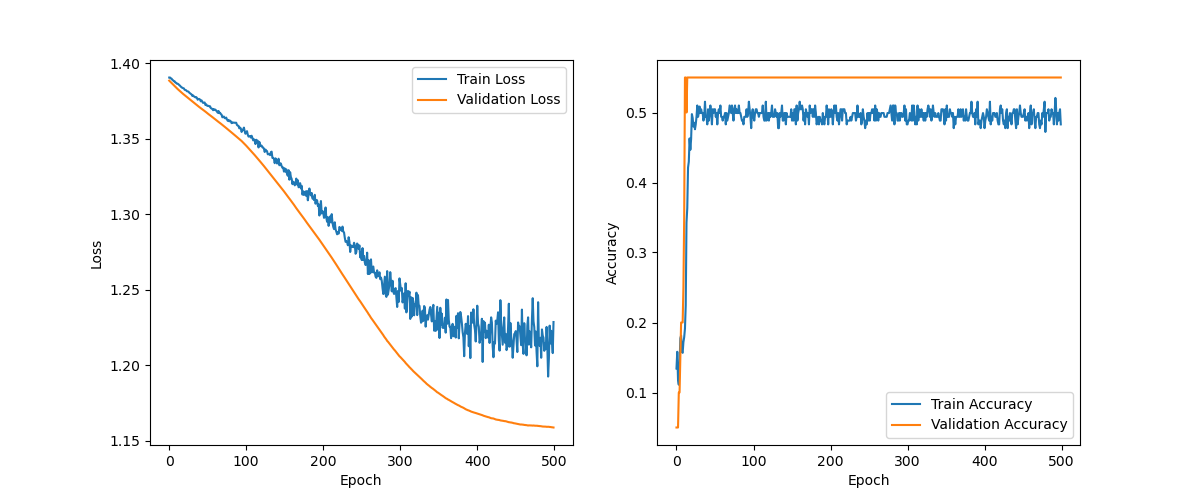 1.40
1.35
1.30
1.25
1.20
1.15
Loss
0 100 200 300 400 500
Epoch
Train Loss
Validation Loss
0.5
0.4
0.3
0.2
0.1
Accuracy
0 100 200 300 400 500
Epoch
Train Accuracy
Validation Accuracy